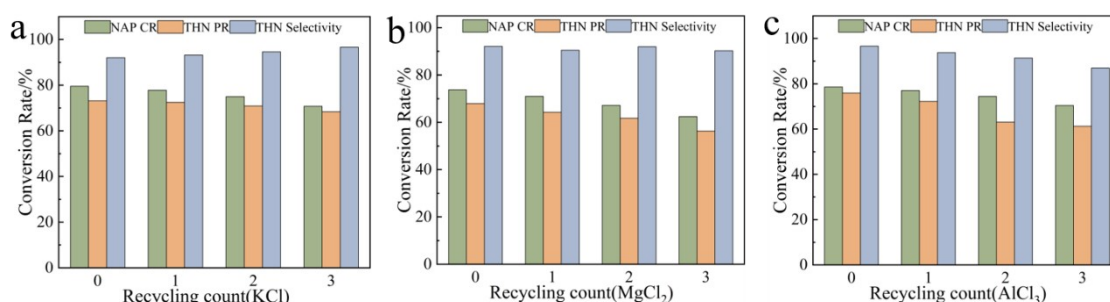 a
NAP CR THN PR THN Selectivity
Conversion Rate/%
100
80
60
40
20
0
0 1 2 3
Recycling count(KCl)
b
NAP CR THN PR THN Selectivity
Conversion Rate/%
100
80
60
40
20
0
0 1 2 3
Recycling count(MgCl₂)
c
NAP CR THN PR THN Selectivity
Conversion Rate/%
100
80
60
40
20
0
0 1 2 3
Recycling count(AlCl₃)